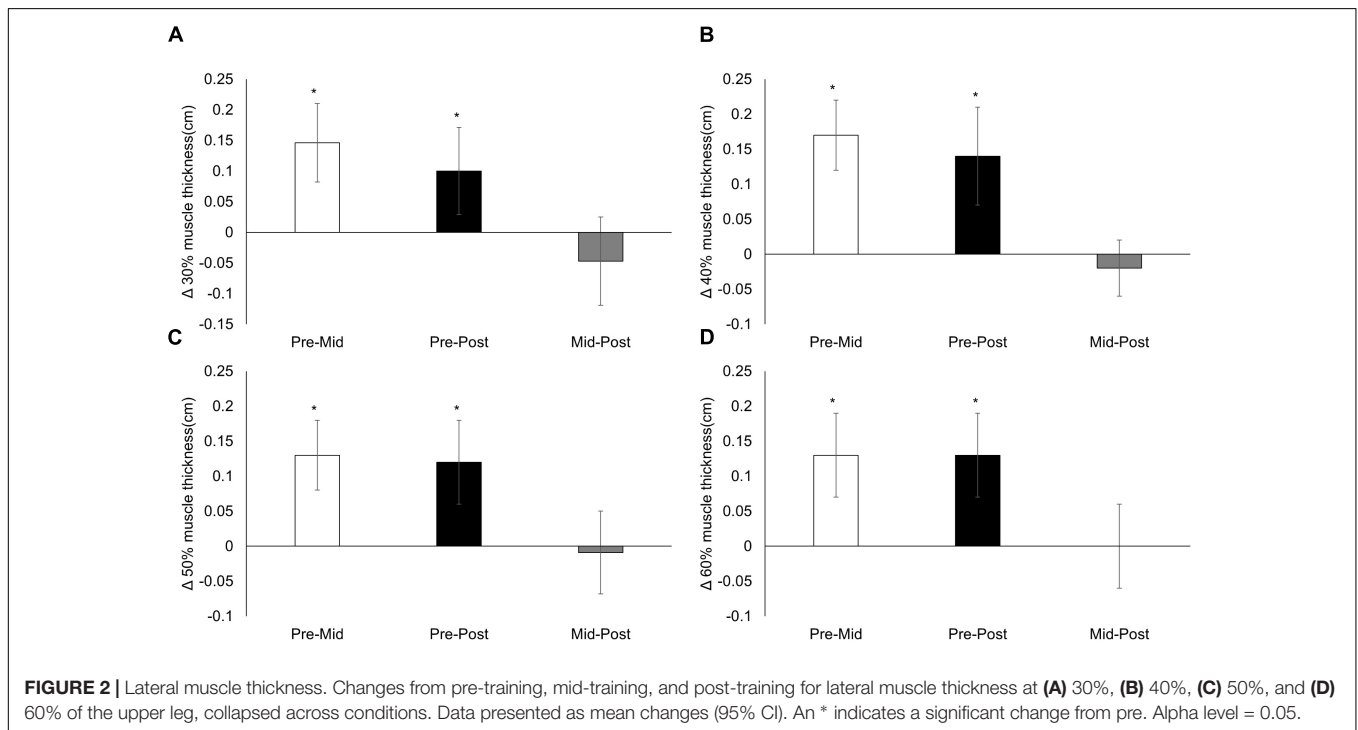 A
Δ 30% muscle thickness(cm)
0.25
0.2
0.15
0.1
0.05
0
-0.05
-0.1
-0.15
Pre-Mid Pre-Post Mid-Post
*
*
B
Δ 40% muscle thickness(cm)
0.25
0.2
0.15
0.1
0.05
0
-0.05
-0.1
Pre-Mid Pre-Post Mid-Post
*
*
C
Δ 50% muscle thickness(cm)
0.25
0.2
0.15
0.1
0.05
0
-0.05
-0.1
Pre-Mid Pre-Post Mid-Post
*
*
D
Δ 60% muscle thickness(cm)
0.25
0.2
0.15
0.1
0.05
0
-0.05
-0.1
Pre-Mid Pre-Post Mid-Post
*
*
FIGURE 2 | Lateral muscle thickness. Changes from pre-training, mid-training, and post-training for lateral muscle thickness at (A) 30%, (B) 40%, (C) 50%, and (D)
60% of the upper leg, collapsed across conditions. Data presented as mean changes (95% CI). An * indicates a significant change from pre. Alpha level = 0.05.